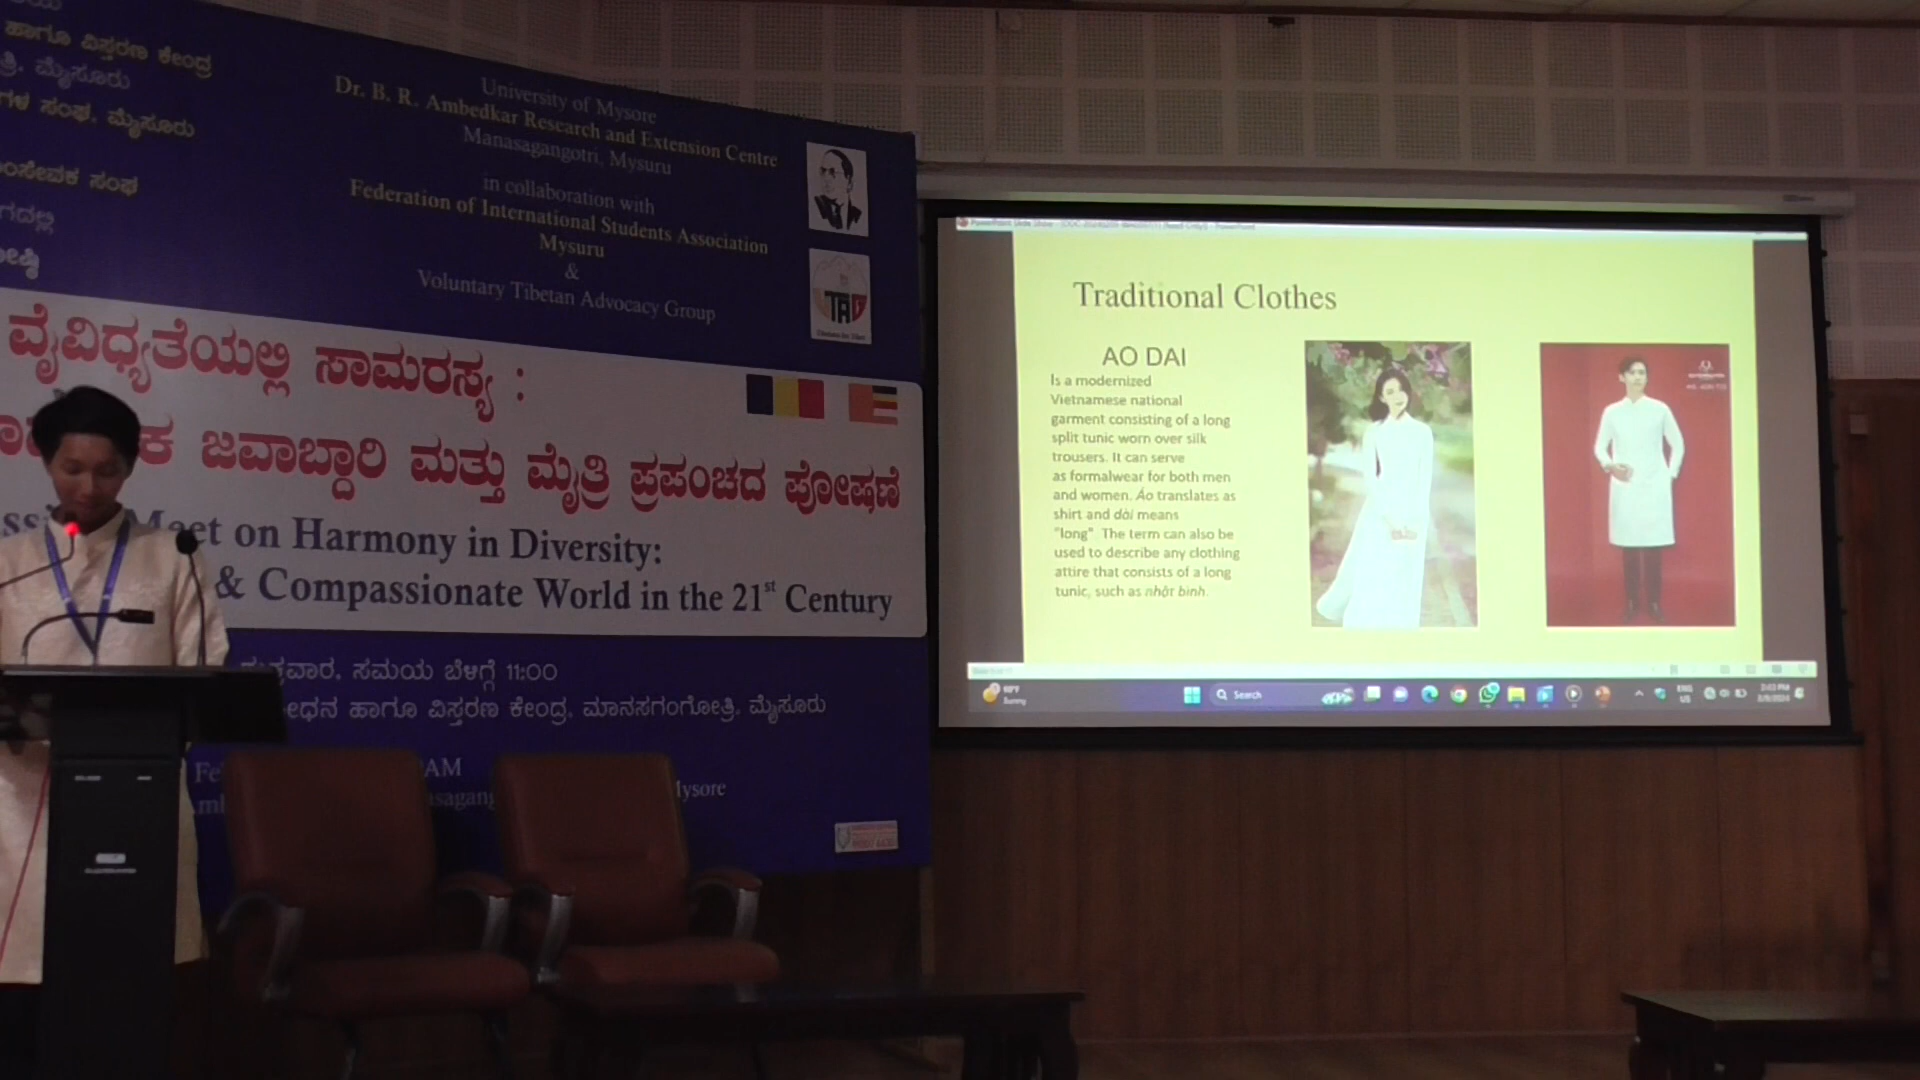 ಹಾಗೂ ವಿಸ್ತರಣ ಕೇಂದ್ರ
ಮೈಸೂರು
ಸಂಘ, ಮೈಸೂರು
ಸಂಘ
University of Mysore
Dr. B. R. Ambedkar Research and Extension Centre
Manasagangotri, Mysuru
in collaboration with
Federation of International Students Association
Mysuru
&
Voluntary Tibetan Advocacy Group
ವೈವಿಧ್ಯತೆಯಲ್ಲಿ ಸಾಮರಸ್ಯ :
ಜವಾಬ್ದಾರಿ ಮತ್ತು ಮೈತ್ರಿ ಪ್ರಪಂಚದ ಪೋಷಣೆ
Meet on Harmony in Diversity:
& Compassionate World in the 21st Century
ಸಮಯ ಬೆಳಗ್ಗೆ 11:00
ಹಾಗೂ ವಿಸ್ತರಣ ಕೇಂದ್ರ, ಮಾನಸಗಂಗೋತ್ರಿ, ಮೈಸೂರು
AM
Traditional Clothes
AO DAI
Is a modernized
Vietnamese national
garment consisting of a long
split tunic worn over silk
trousers. It can serve
as formalwear for both men
and women. Áo translates as
shirt and dài means
"long" The term can also be
used to describe any clothing
attire that consists of a long
tunic, such as nhật bình.
Search